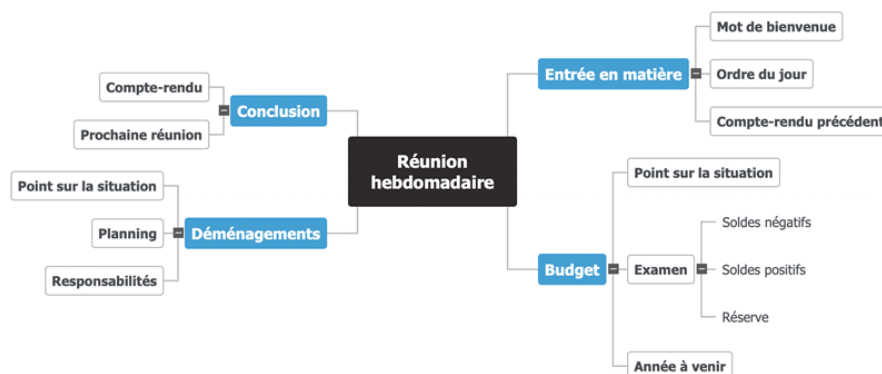 Réunion
hebdomadaire
Entrée en matière
Mot de bienvenue
Ordre du jour
Compte-rendu précédent
Budget
Point sur la situation
Examen
Soldes négatifs
Soldes positifs
Réserve
Année à venir
Déménagements
Point sur la situation
Planning
Responsabilités
Conclusion
Compte-rendu
Prochaine réunion